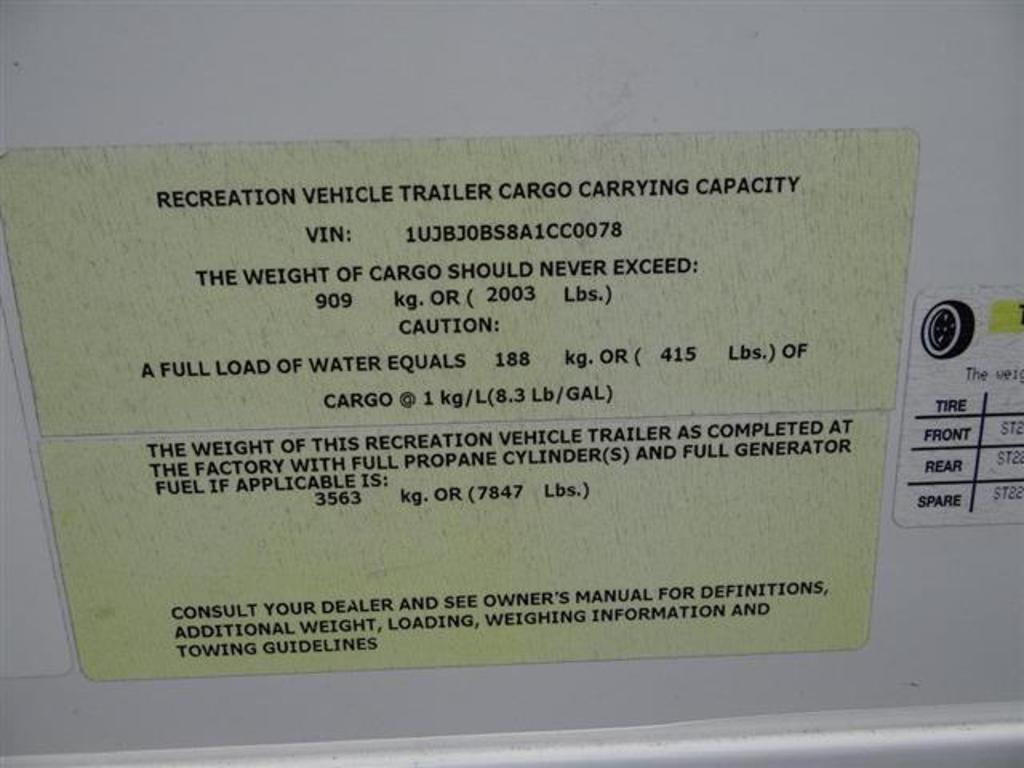 RECREATION VEHICLE TRAILER CARGO CARRYING CAPACITY
VIN: 1UJBJ0BS8A1CC0078
THE WEIGHT OF CARGO SHOULD NEVER EXCEED:
909 kg. OR ( 2003 Lbs.)
CAUTION:
A FULL LOAD OF WATER EQUALS 188 kg. OR ( 415 Lbs.) OF
CARGO @ 1 kg/L(8.3 Lb/GAL)
THE WEIGHT OF THIS RECREATION VEHICLE TRAILER AS COMPLETED AT
THE FACTORY WITH FULL PROPANE CYLINDER(S) AND FULL GENERATOR
FUEL IF APPLICABLE IS:
3563 kg. OR (7847 Lbs.)
CONSULT YOUR DEALER AND SEE OWNER'S MANUAL FOR DEFINITIONS,
ADDITIONAL WEIGHT, LOADING, WEIGHING INFORMATION AND
TOWING GUIDELINES
The
TIRE
FRONT
REAR
SPARE